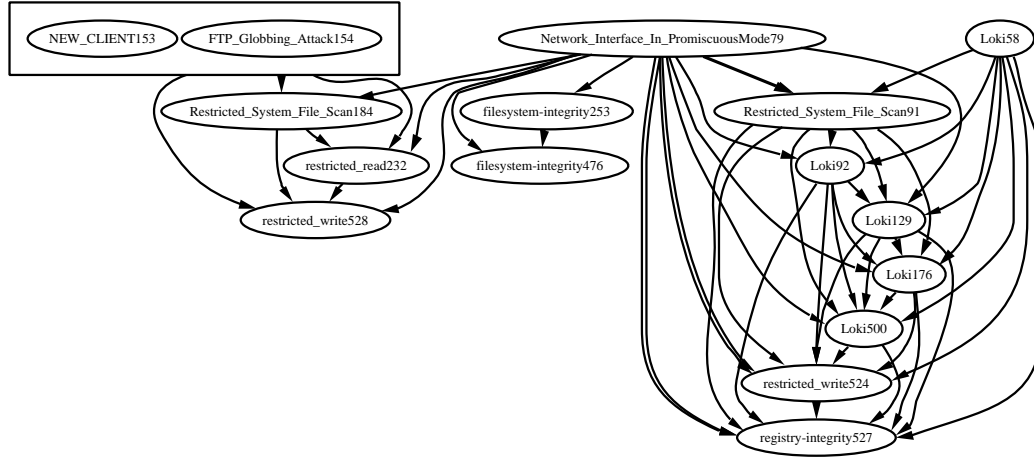 NEW_CLIENT153
FTP_Globbing_Attack154
Network_Interface_In_PromiscuousMode79
Loki58
Restricted_System_File_Scan184
filesystem-integrity253
Restricted_System_File_Scan91
restricted_read232
filesystem-integrity476
Loki92
restricted_write528
Loki129
Loki176
Loki500
restricted_write524
registry-integrity527